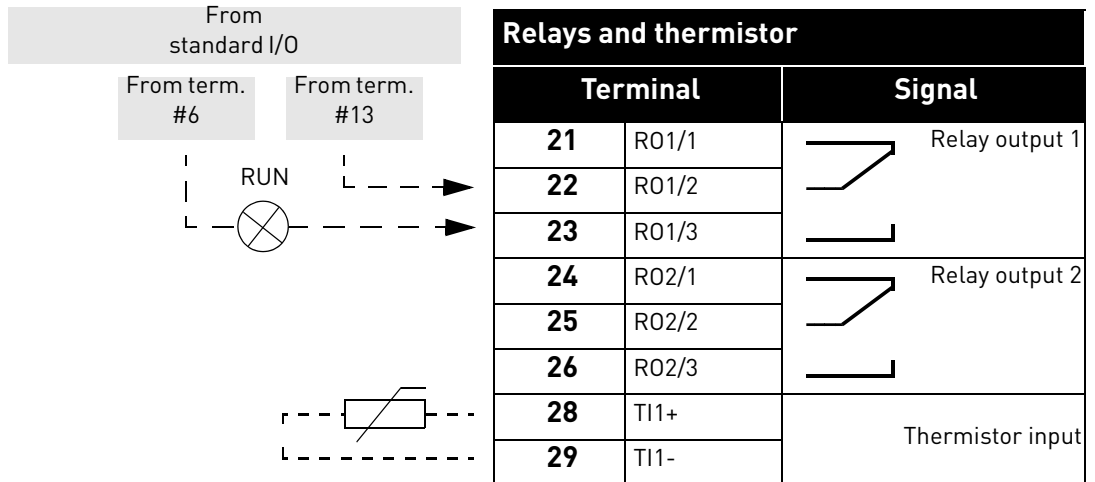 From
standard I/O
From term.
#6
From term.
#13
RUN
Relays and thermistor
Terminal Signal
21 RO1/1 Relay output 1
22 RO1/2
23 RO1/3
24 RO2/1 Relay output 2
25 RO2/2
26 RO2/3
28 TI1+
Thermistor input
29 TI1-